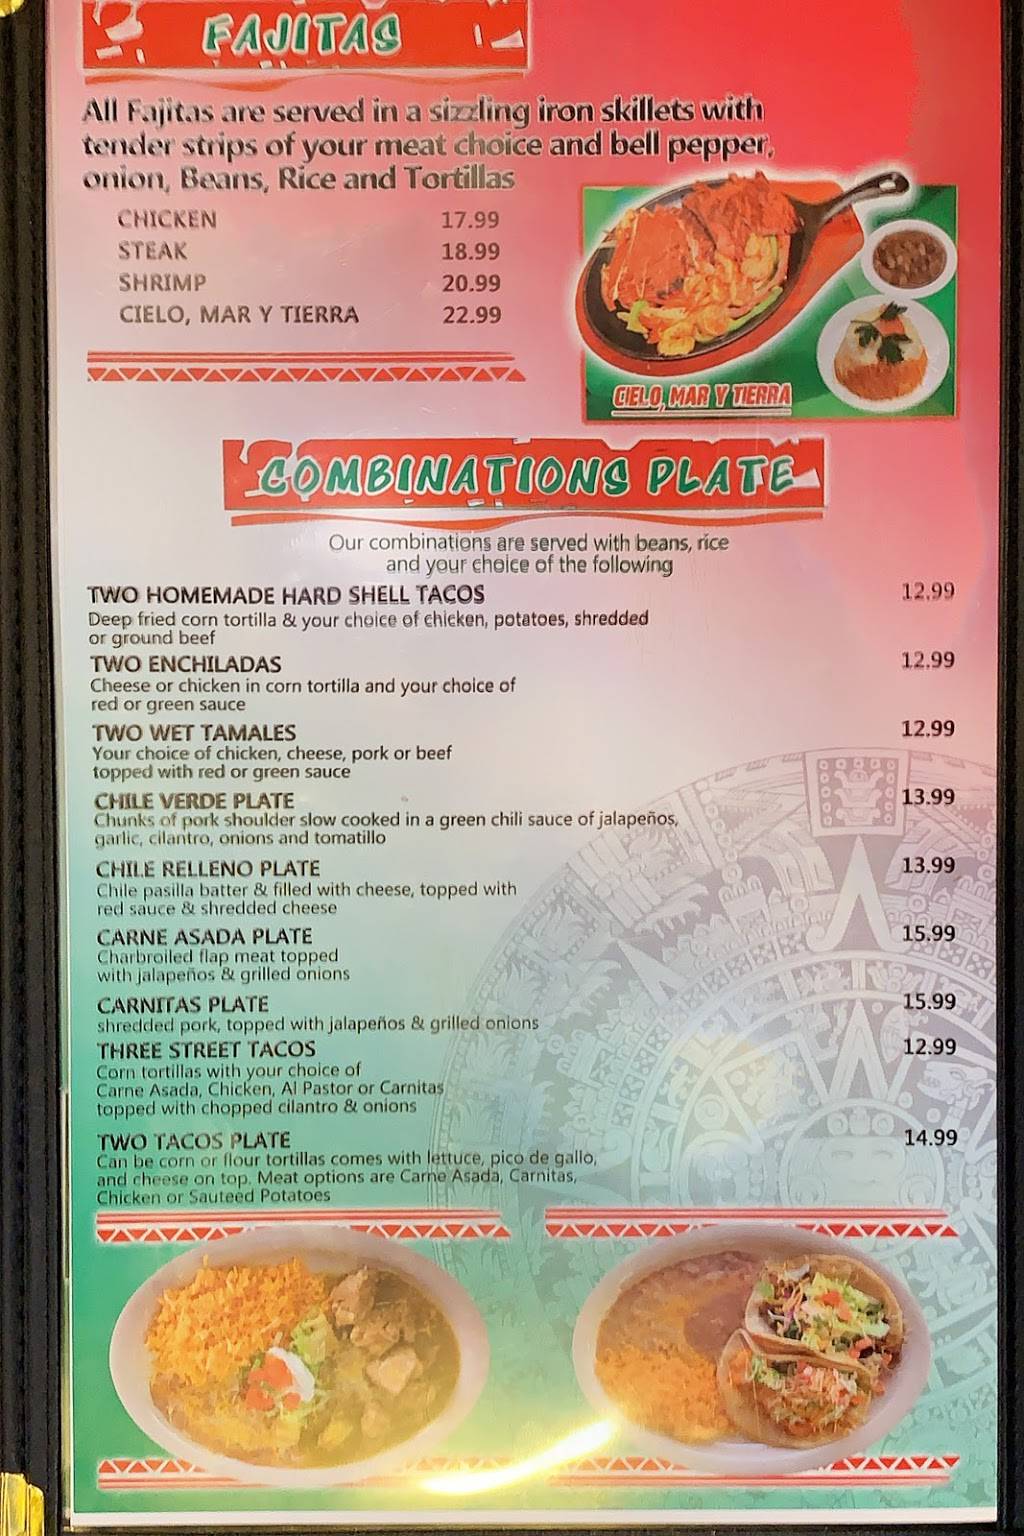 FAJITAS
All Fajitas are served in a sizzling iron skillets with
tender strips of your meat choice and bell pepper,
onion, Beans, Rice and Tortillas
CHICKEN 17.99
STEAK 18.99
SHRIMP 20.99
CIELO, MAR Y TIERRA 22.99
CIELO, MAR Y TIERRA
COMBINATIONS PLATE
Our combinations are served with beans, rice
and your choice of the following
TWO HOMEMADE HARD SHELL TACOS 12.99
Deep fried corn tortilla & your choice of chicken, potatoes, shredded
or ground beef
TWO ENCHILADAS 12.99
Cheese or chicken in corn tortilla and your choice of
red or green sauce
TWO WET TAMALES 12.99
Your choice of chicken, cheese, pork or beef
topped with red or green sauce
CHILE VERDE PLATE 13.99
Chunks of pork shoulder slow cooked in a green chili sauce of jalapeños,
garlic, cilantro, onions and tomatillo
CHILE RELLENO PLATE 13.99
Chile pasilla batter & filled with cheese, topped with
red sauce & shredded cheese
CARNE ASADA PLATE 15.99
Charbroiled flap meat topped
with jalapeños & grilled onions
CARNITAS PLATE 15.99
shredded pork, topped with jalapeños & grilled onions
THREE STREET TACOS 12.99
Corn tortillas with your choice of
Carne Asada, Chicken, Al Pastor or Carnitas
topped with chopped cilantro & onions
TWO TACOS PLATE 14.99
Can be corn or flour tortillas comes with lettuce, pico de gallo,
and cheese on top. Meat options are Carne Asada, Carnitas,
Chicken or Sauteed Potatoes